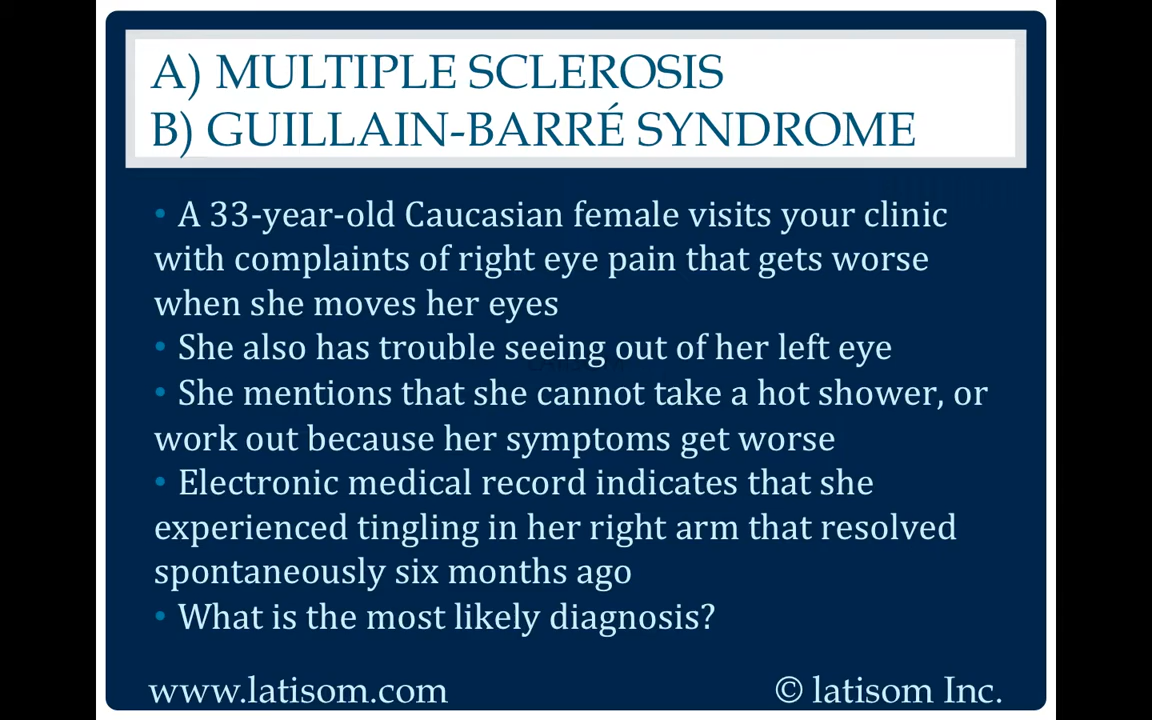 A) MULTIPLE SCLEROSIS
B) GUILLAIN-BARRÉ SYNDROME
• A 33-year-old Caucasian female visits your clinic
with complaints of right eye pain that gets worse
when she moves her eyes
• She also has trouble seeing out of her left eye
• She mentions that she cannot take a hot shower, or
work out because her symptoms get worse
• Electronic medical record indicates that she
experienced tingling in her right arm that resolved
spontaneously six months ago
• What is the most likely diagnosis?
www.latisom.com
© latisom Inc.